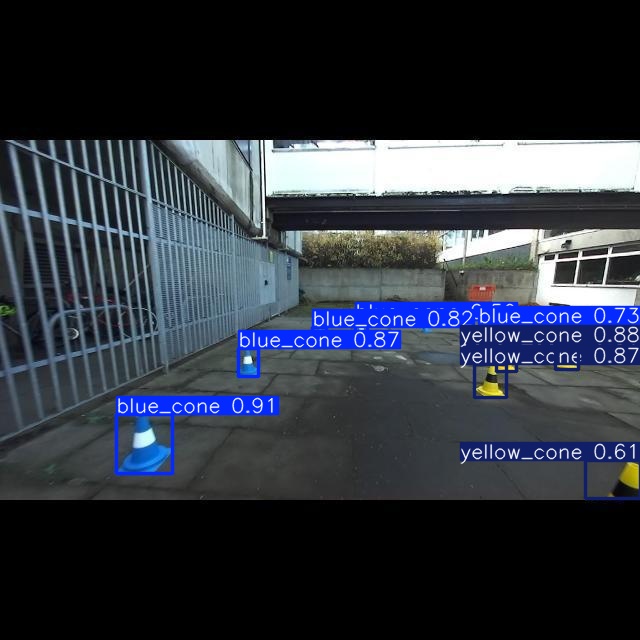 blue_cone 0.82
blue_cone 0.73
blue_cone 0.87
yellow_cone 0.88
0.87
blue_cone 0.91
yellow_cone 0.61